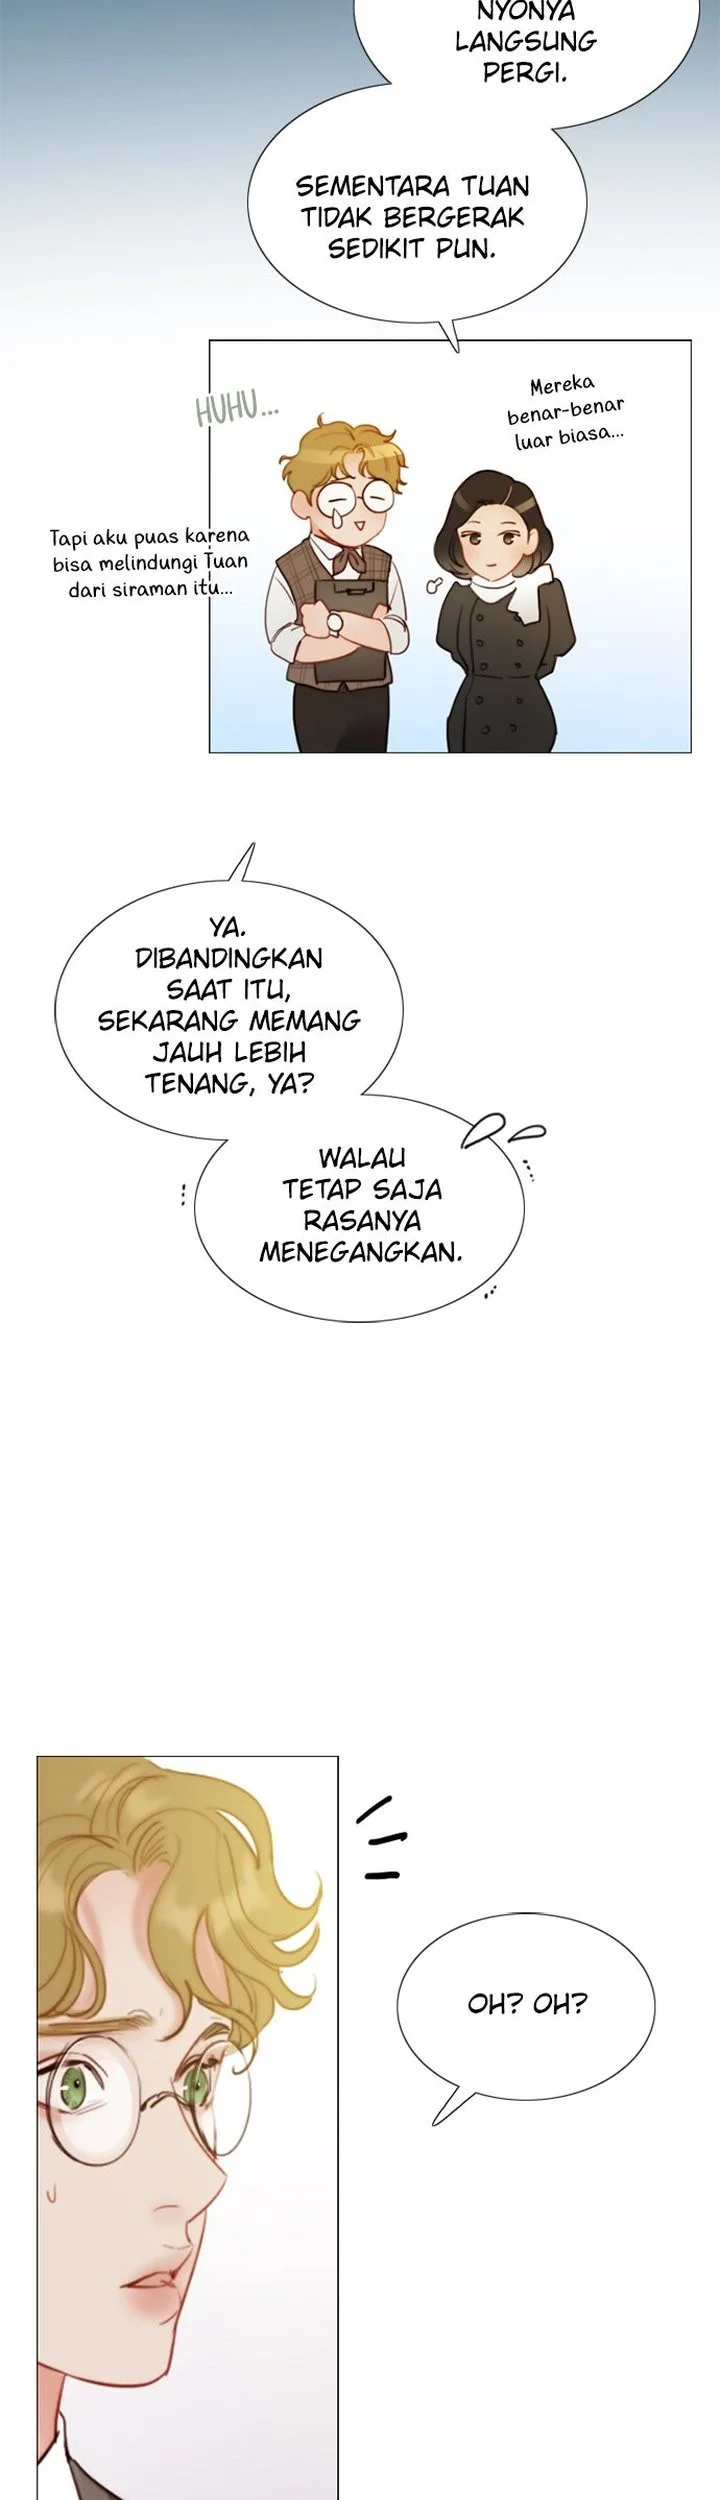 NYONYA
LANGSUNG
PERGI.
SEMENTARA TUAN
TIDAK BERGERAK
SEDIKIT PUN.
HUHU...
Mereka
benar-benar
luar biasa...
Tapi aku puas karena
bisa melindungi Tuan
dari siraman itu...
YA.
DIBANDINGKAN
SAAT ITU,
SEKARANG MEMANG
JAUH LEBIH
TENANG, YA?
WALAU
TETAP SAJA
RASANYA
MENEGANGKAN.
OH? OH?